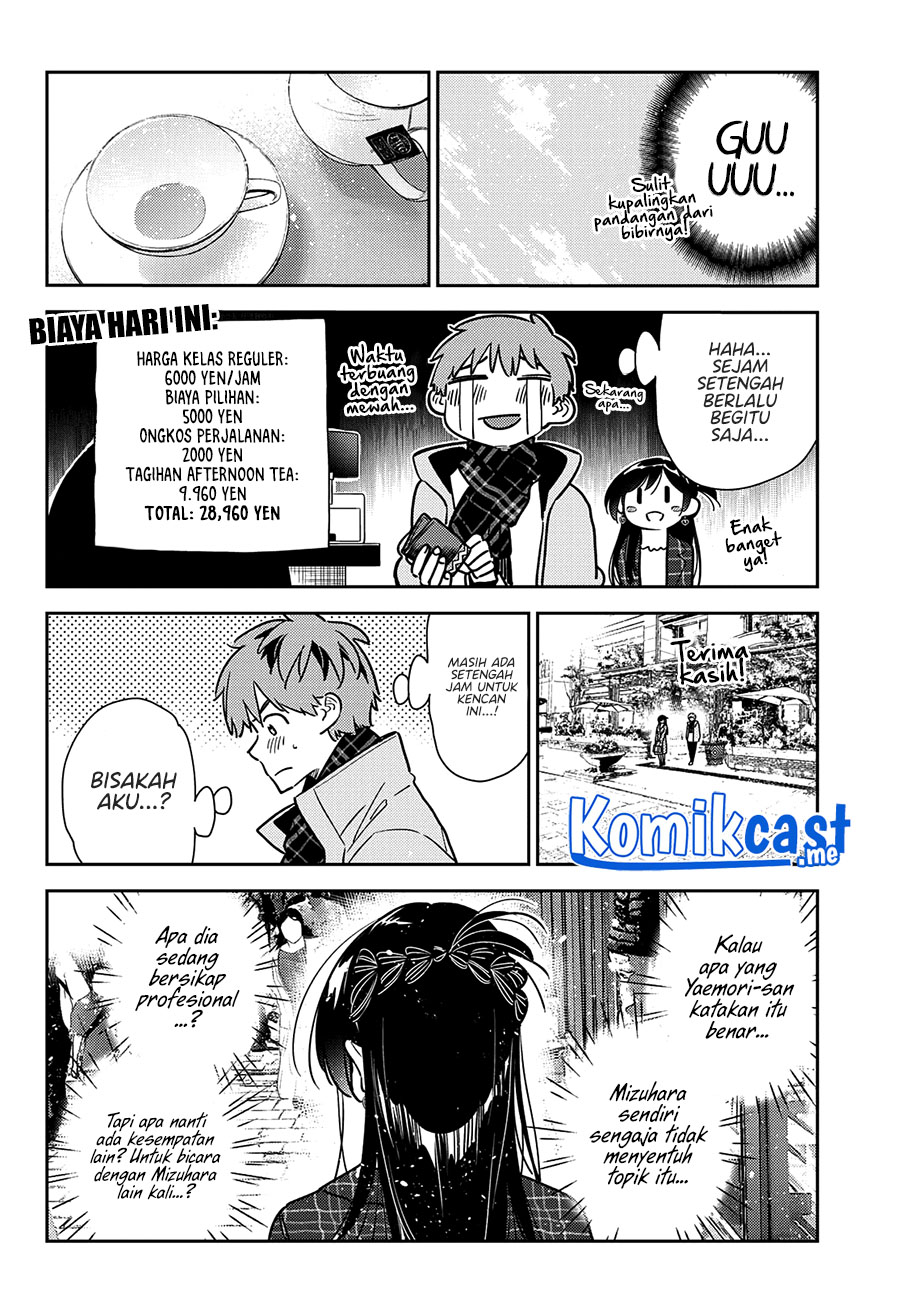 GUU
UUU...
Sulit
kupalingkan
pandangan dari
bibirnya!
HAHA...
SEJAM
SETENGAH
BERLALU
BEGITU
SAJA...
Enak
banget
ya!
Sekarang
apa...
Waktu
terbuang
dengan
mewah...
BIAYA HARI INI:
HARGA KELAS REGULER:
6000 YEN/JAM
BIAYA PILIHAN:
5000 YEN
ONGKOS PERJALANAN:
2000 YEN
TAGIHAN AFTERNOON TEA:
9.960 YEN
TOTAL: 28,960 YEN
Terima
kasih!
Komikcast
.me
MASIH ADA
SETENGAH
JAM UNTUK
KENCAN
INI...!
BISAKAH
AKU...?
Kalau
apa yang
Yaemori-san
katakan itu
benar...
Mizuhara
sendiri
sengaja tidak
menyentuh
topik itu...
Apa dia
sedang
bersikap
profesional
...?
Tapi apa nanti
ada kesempatan
lain? Untuk bicara
dengan Mizuhara
lain kali...?